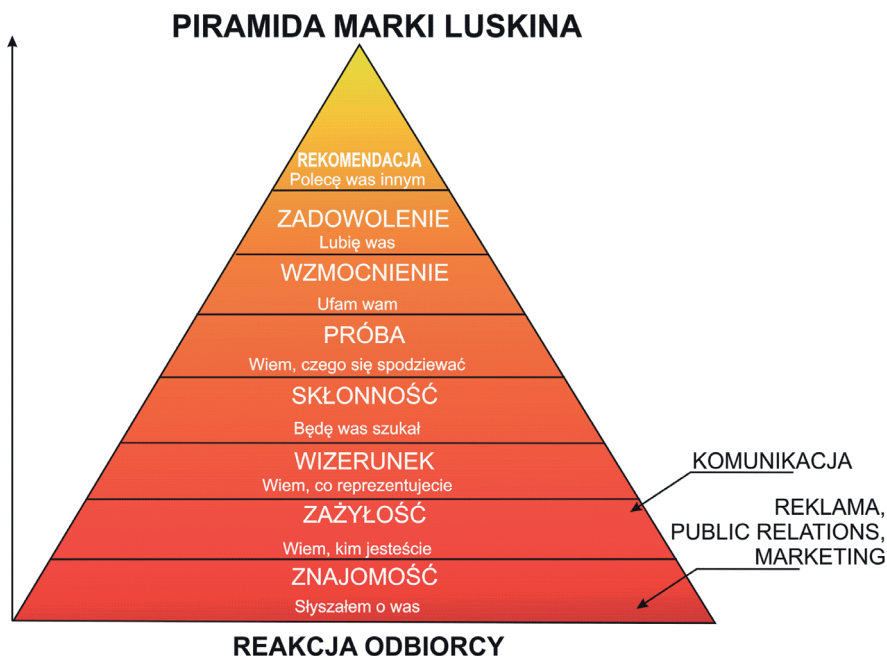 PIRAMIDA MARKI LUSKINA
REKOMENDACJA
Polecę was innym
ZADOWOLENIE
Lubię was
WZMOCNIENIE
Ufam wam
PRÓBA
Wiem, czego się spodziewać
SKŁONNOŚĆ
Będę was szukał
WIZERUNEK
Wiem, co reprezentujecie
ZAŻYŁOŚĆ
Wiem, kim jesteście
ZNAJOMOŚĆ
Słyszałem o was
KOMUNIKACJA
REKLAMA,
PUBLIC RELATIONS,
MARKETING
REAKCJA ODBIORCY